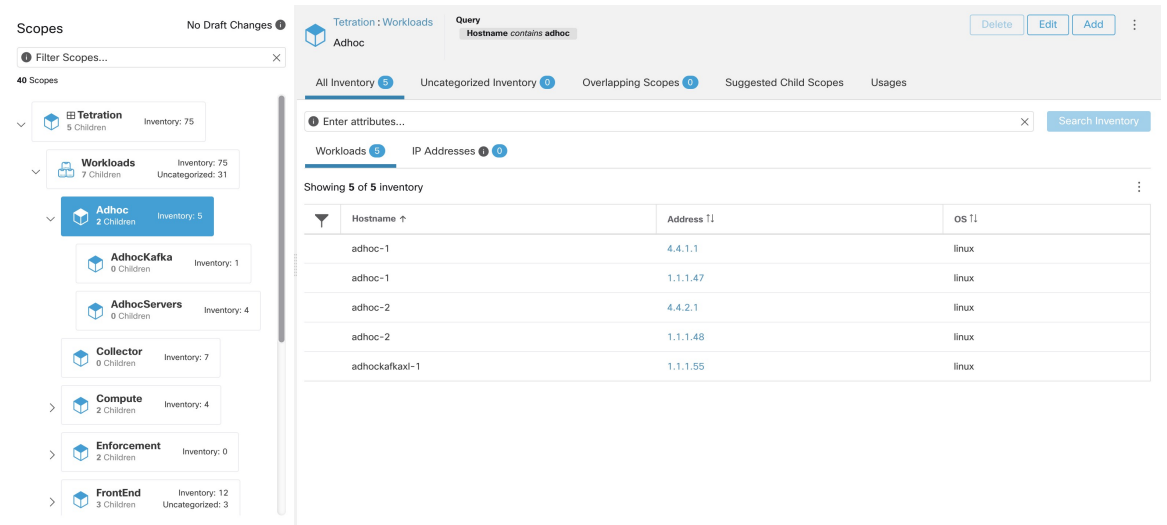 Scopes
No Draft Changes
Filter Scopes...
40 Scopes
Tetration
5 Children
Inventory: 75
Workloads
7 Children
Inventory: 75
Uncategorized: 31
Adhoc
2 Children
Inventory: 5
AdhocKafka
0 Children
Inventory: 1
AdhocServers
0 Children
Inventory: 4
Collector
0 Children
Inventory: 7
Compute
2 Children
Inventory: 4
Enforcement
2 Children
Inventory: 0
FrontEnd
3 Children
Inventory: 12
Uncategorized: 3
Tetration : Workloads
Adhoc
Query
Hostname contains adhoc
Delete Edit Add
All Inventory 5 Uncategorized Inventory 0 Overlapping Scopes 0 Suggested Child Scopes Usages
Enter attributes...
Search Inventory
Workloads 5 IP Addresses 0
Showing 5 of 5 inventory
Hostname ↑ Address ↑↓ OS ↑↓
adhoc-1 4.4.1.1 linux
adhoc-1 1.1.1.47 linux
adhoc-2 4.4.2.1 linux
adhoc-2 1.1.1.48 linux
adhockafkaxl-1 1.1.1.55 linux